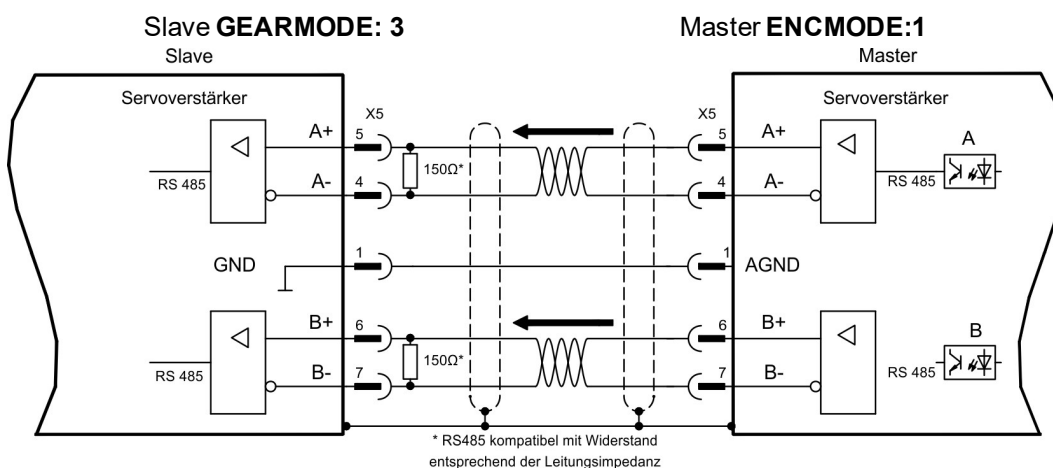 Slave GEARMODE: 3
Master ENCMODE:1
Slave
Master
Servoverstärker
Servoverstärker
X5
X5
A+
5
5
A+
A
150Ω*
RS 485
RS 485
A-
4
4
A-
GND
1
1
AGND
B+
6
6
B+
B
150Ω*
RS 485
RS 485
B-
7
7
B-
* RS485 kompatibel mit Widerstand
entsprechend der Leitungsimpedanz